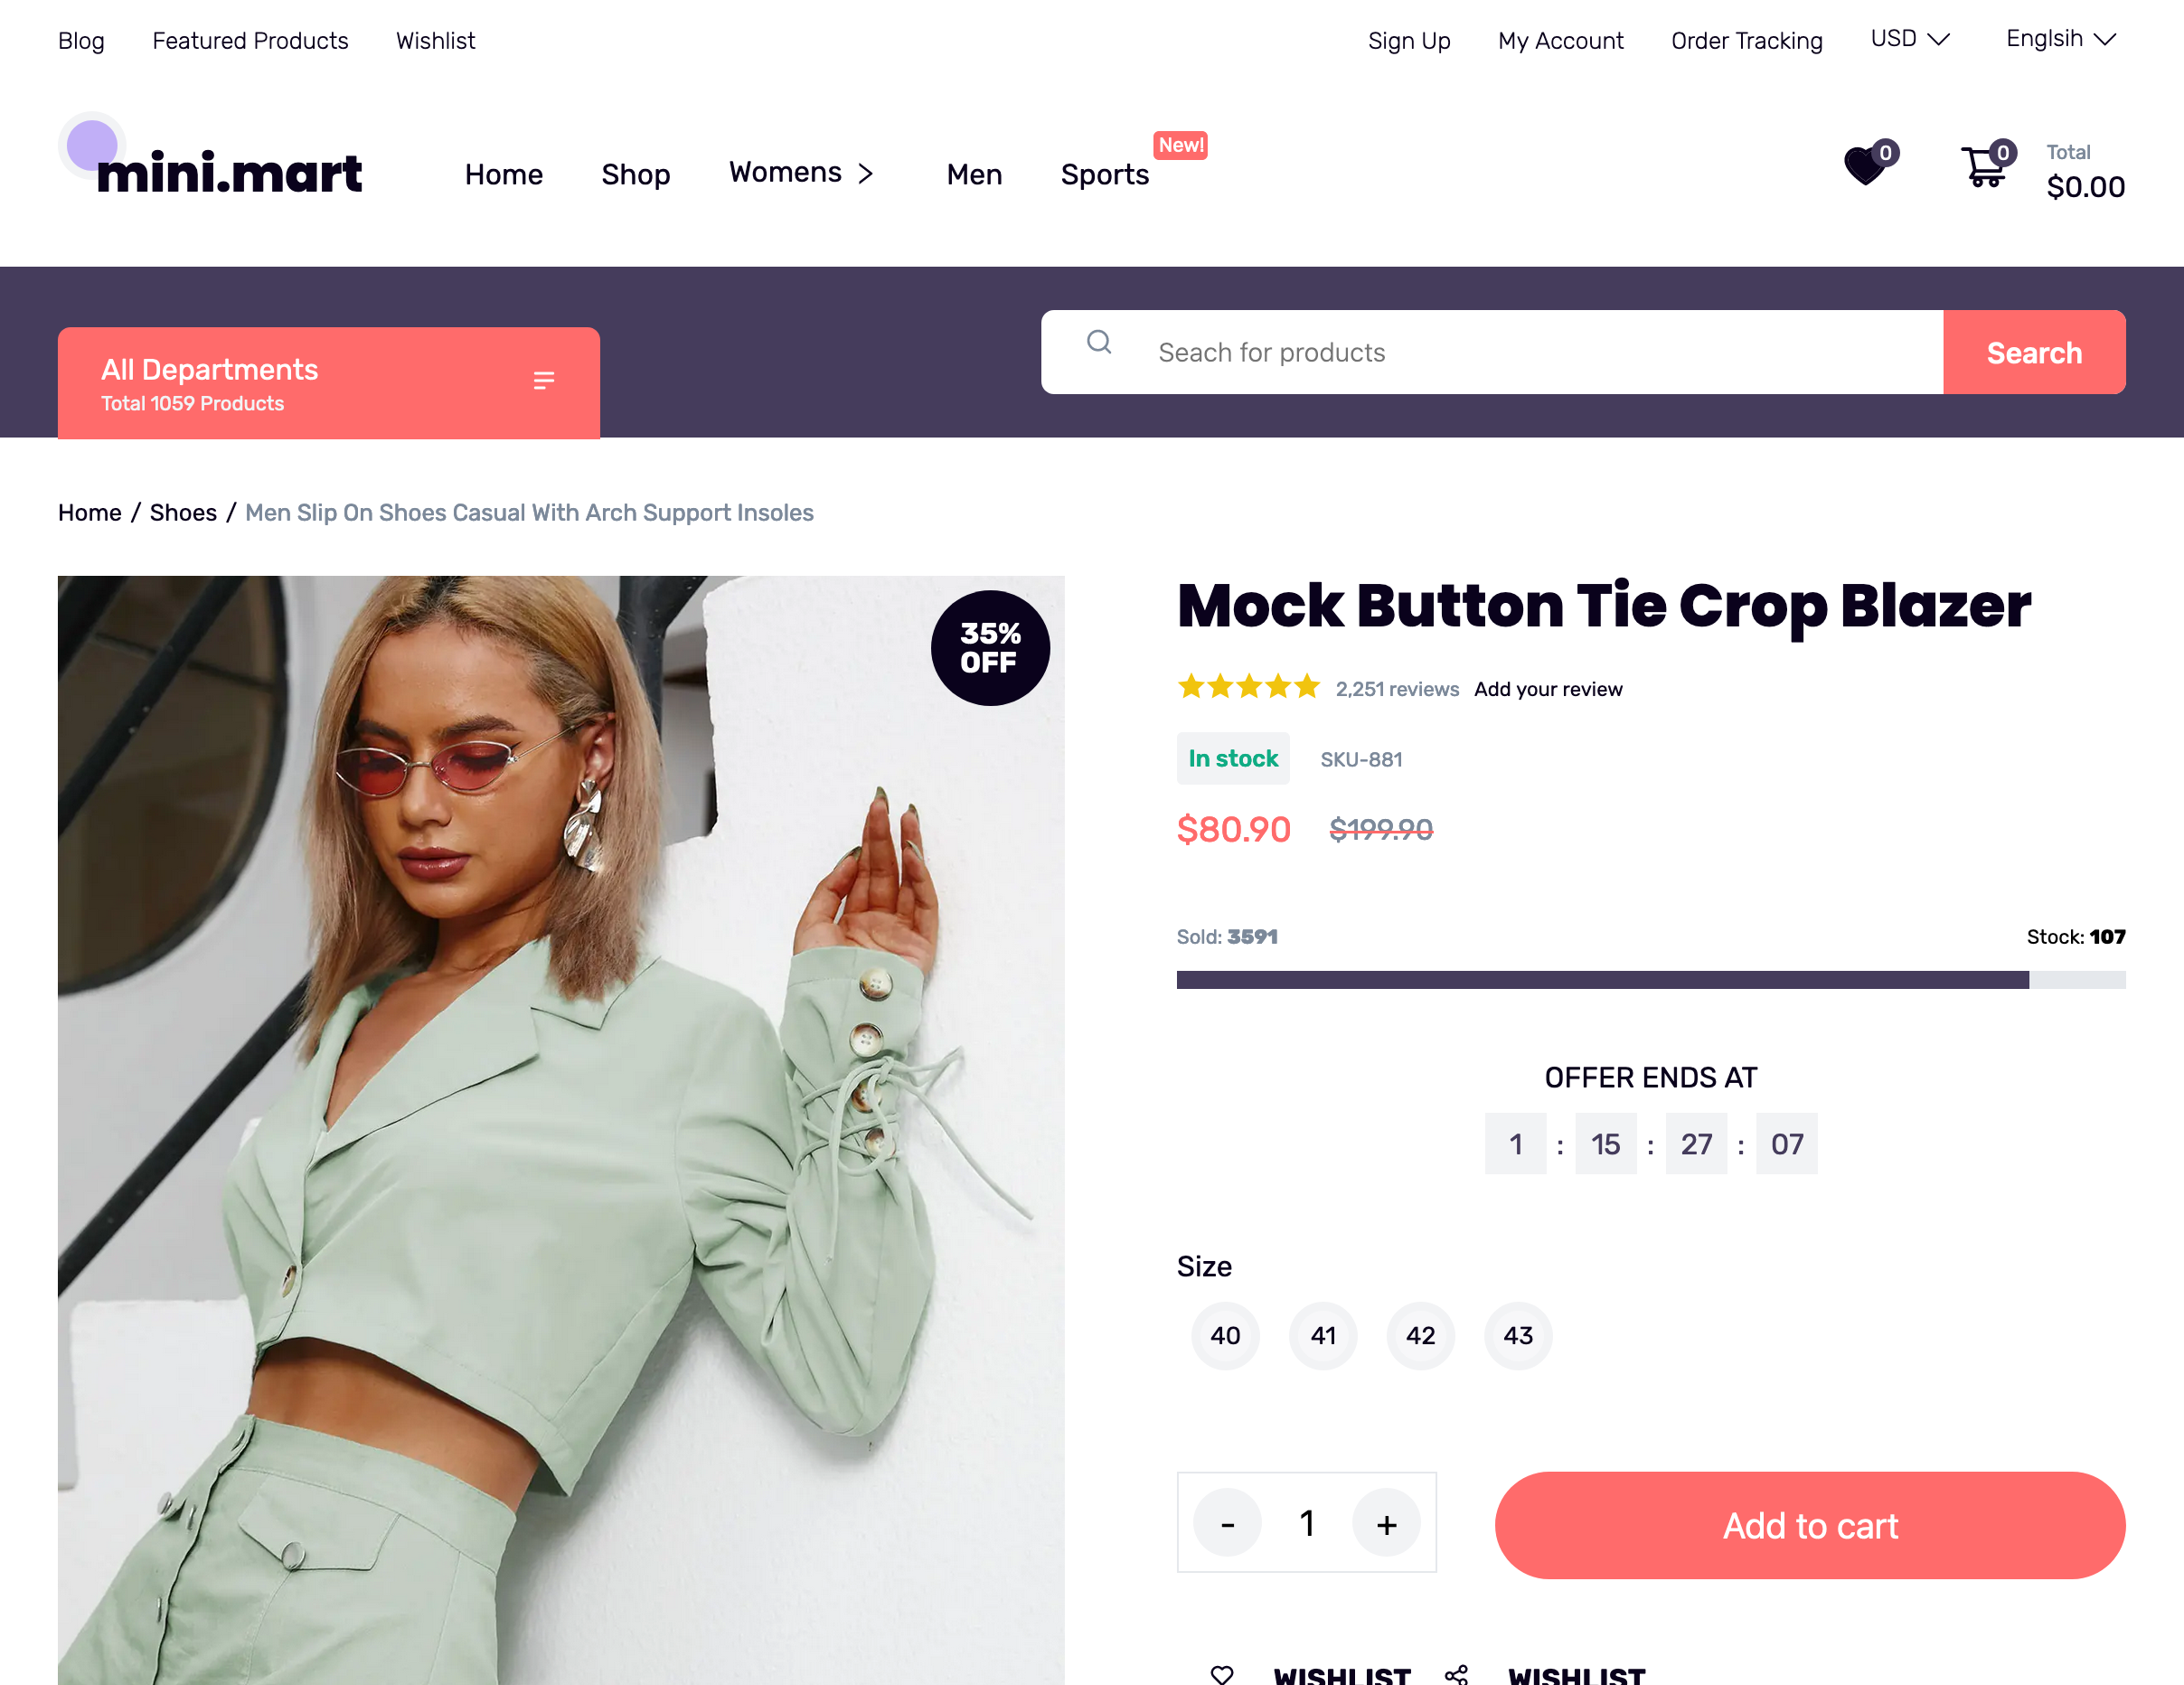 Blog Featured Products Wishlist Sign Up My Account Order Tracking USD Englsih
mini.mart Home Shop Womens Men Sports New! 0 0 Total
$0.00
All Departments
Total 1059 Products
Seach for products Search
Home / Shoes / Men Slip On Shoes Casual With Arch Support Insoles
35%
OFF
Mock Button Tie Crop Blazer
2,251 reviews Add your review
In stock SKU-881
$80.90 $199.90
Sold: 3591 Stock: 107
OFFER ENDS AT
1 : 15 : 27 : 07
Size
40 41 42 43
- 1 + Add to cart
WISHLIST WISHLIST